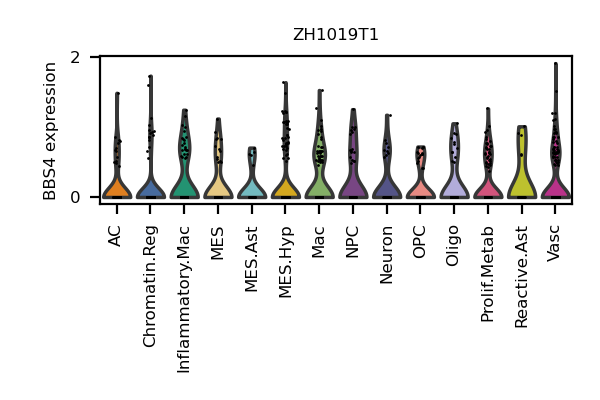 ZH1019T1
BBS4 expression
2
0
AC
Chromatin.Reg
Inflammatory.Mac
MES
MES.Ast
MES.Hyp
Mac
NPC
Neuron
OPC
Oligo
Prolif.Metab
Reactive.Ast
Vasc